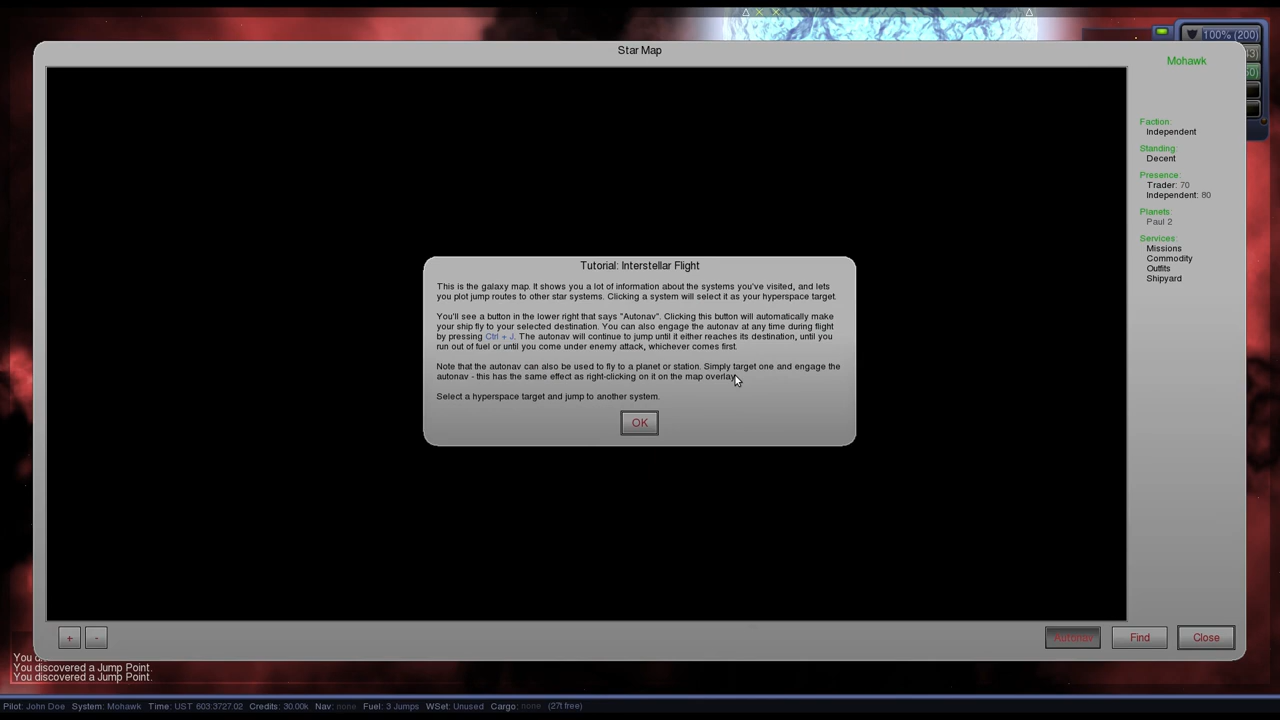 100% (200)
Star Map
Mohawk
Faction:
Independent
Standing:
Decent
Presence:
Trader: 70
Independent: 80
Planets:
Paul 2
Services:
Missions
Commodity
Outfits
Shipyard
Tutorial: Interstellar Flight
This is the galaxy map. It shows you a lot of information about the systems you've visited, and lets
you plot jump routes to other star systems. Clicking a system will select it as your hyperspace target.
You'll see a button in the lower right that says "Autonav". Clicking this button will automatically make
your ship fly to your selected destination. You can also engage the autonav at any time during flight
by pressing Ctrl + J. The autonav will continue to jump until it either reaches its destination, until you
run out of fuel or until you come under enemy attack, whichever comes first.
Note that the autonav can also be used to fly to a planet or station. Simply target one and engage the
autonav - this has the same effect as right-clicking on it on the map overlay.
Select a hyperspace target and jump to another system.
OK
+ -
Autonav Find Close
You discovered a Jump Point.
You discovered a Jump Point.
Pilot: John Doe System: Mohawk Time: UST 603:3727.02 Credits: 30.00k Nav: none Fuel: 3 Jumps WSet: Unused Cargo: none (27t free)